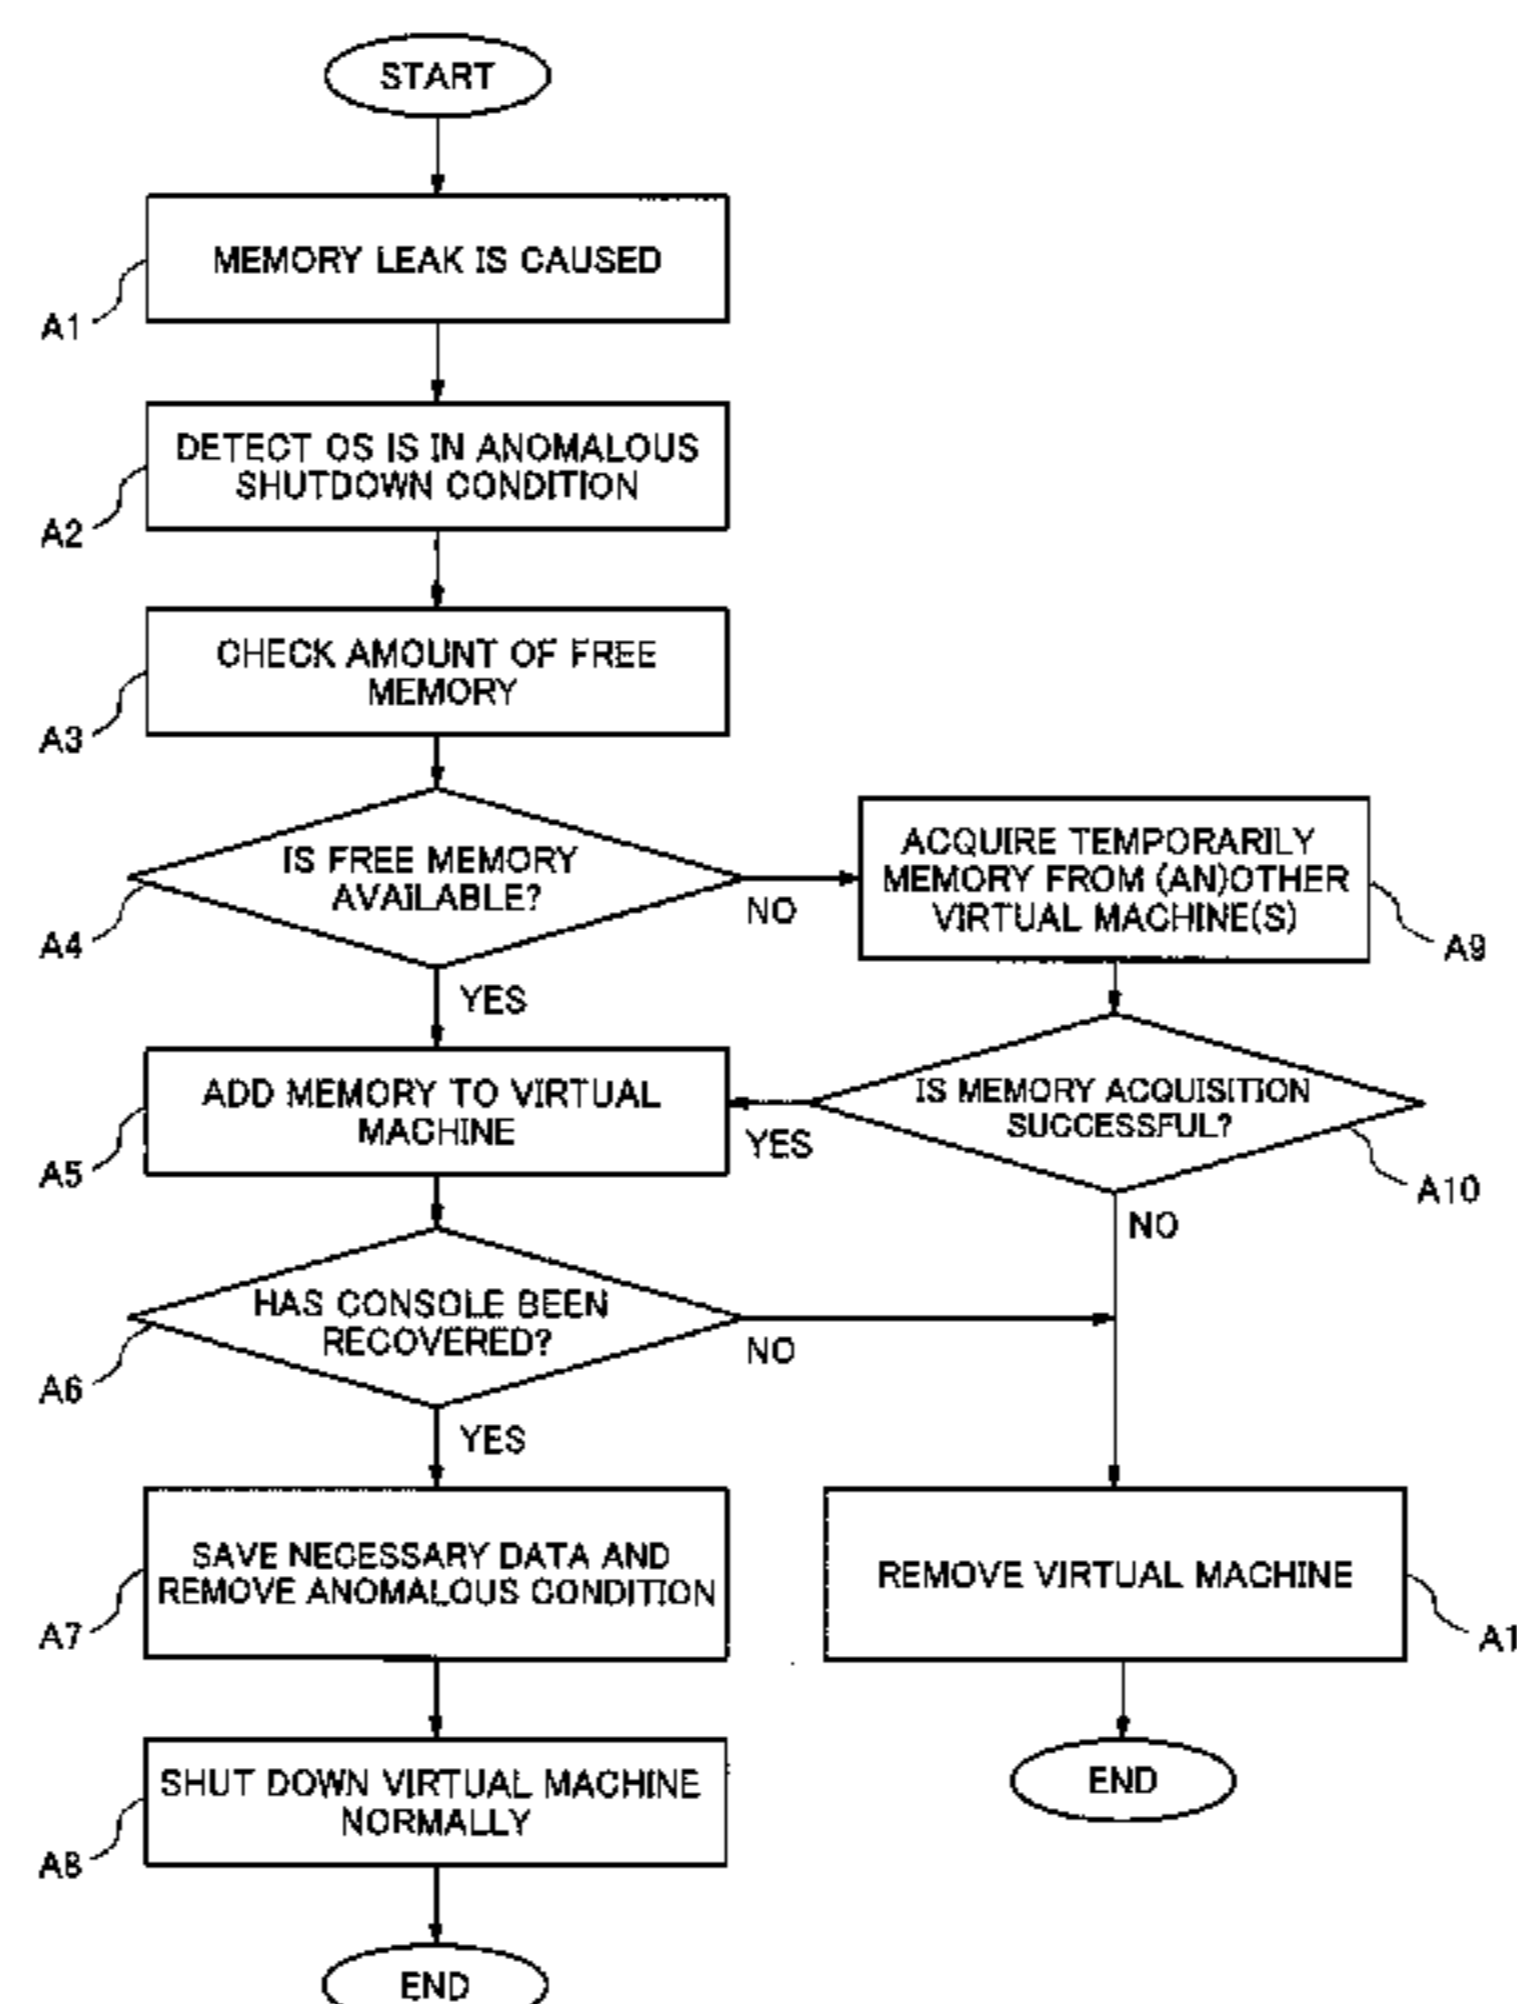 START
MEMORY LEAK IS CAUSED
A1
DETECT OS IS IN ANOMALOUS
SHUTDOWN CONDITION
A2
CHECK AMOUNT OF FREE
MEMORY
A3
IS FREE MEMORY
AVAILABLE?
A4
NO
YES
ACQUIRE TEMPORARILY
MEMORY FROM (AN)OTHER
VIRTUAL MACHINE(S)
A9
ADD MEMORY TO VIRTUAL
MACHINE
A5
IS MEMORY ACQUISITION
SUCCESSFUL?
YES
A10
NO
HAS CONSOLE BEEN
RECOVERED?
A6
NO
YES
SAVE NECESSARY DATA AND
REMOVE ANOMALOUS CONDITION
A7
REMOVE VIRTUAL MACHINE
A1
SHUT DOWN VIRTUAL MACHINE
NORMALLY
A8
END
END